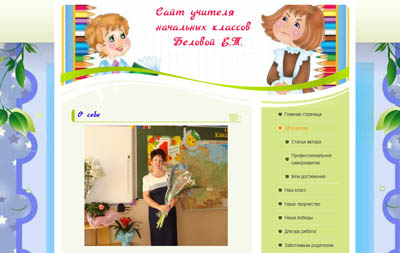 Сайт учителя
начальных классов
Беловой Е.Т.
О себе
Главная страница
Об учителе
Статьи автора
Профессиональное
саморазвитие
Мои достижения
Наш класс
Наше творчество
Наши победы
Для вас ребята
Заботливым родителям